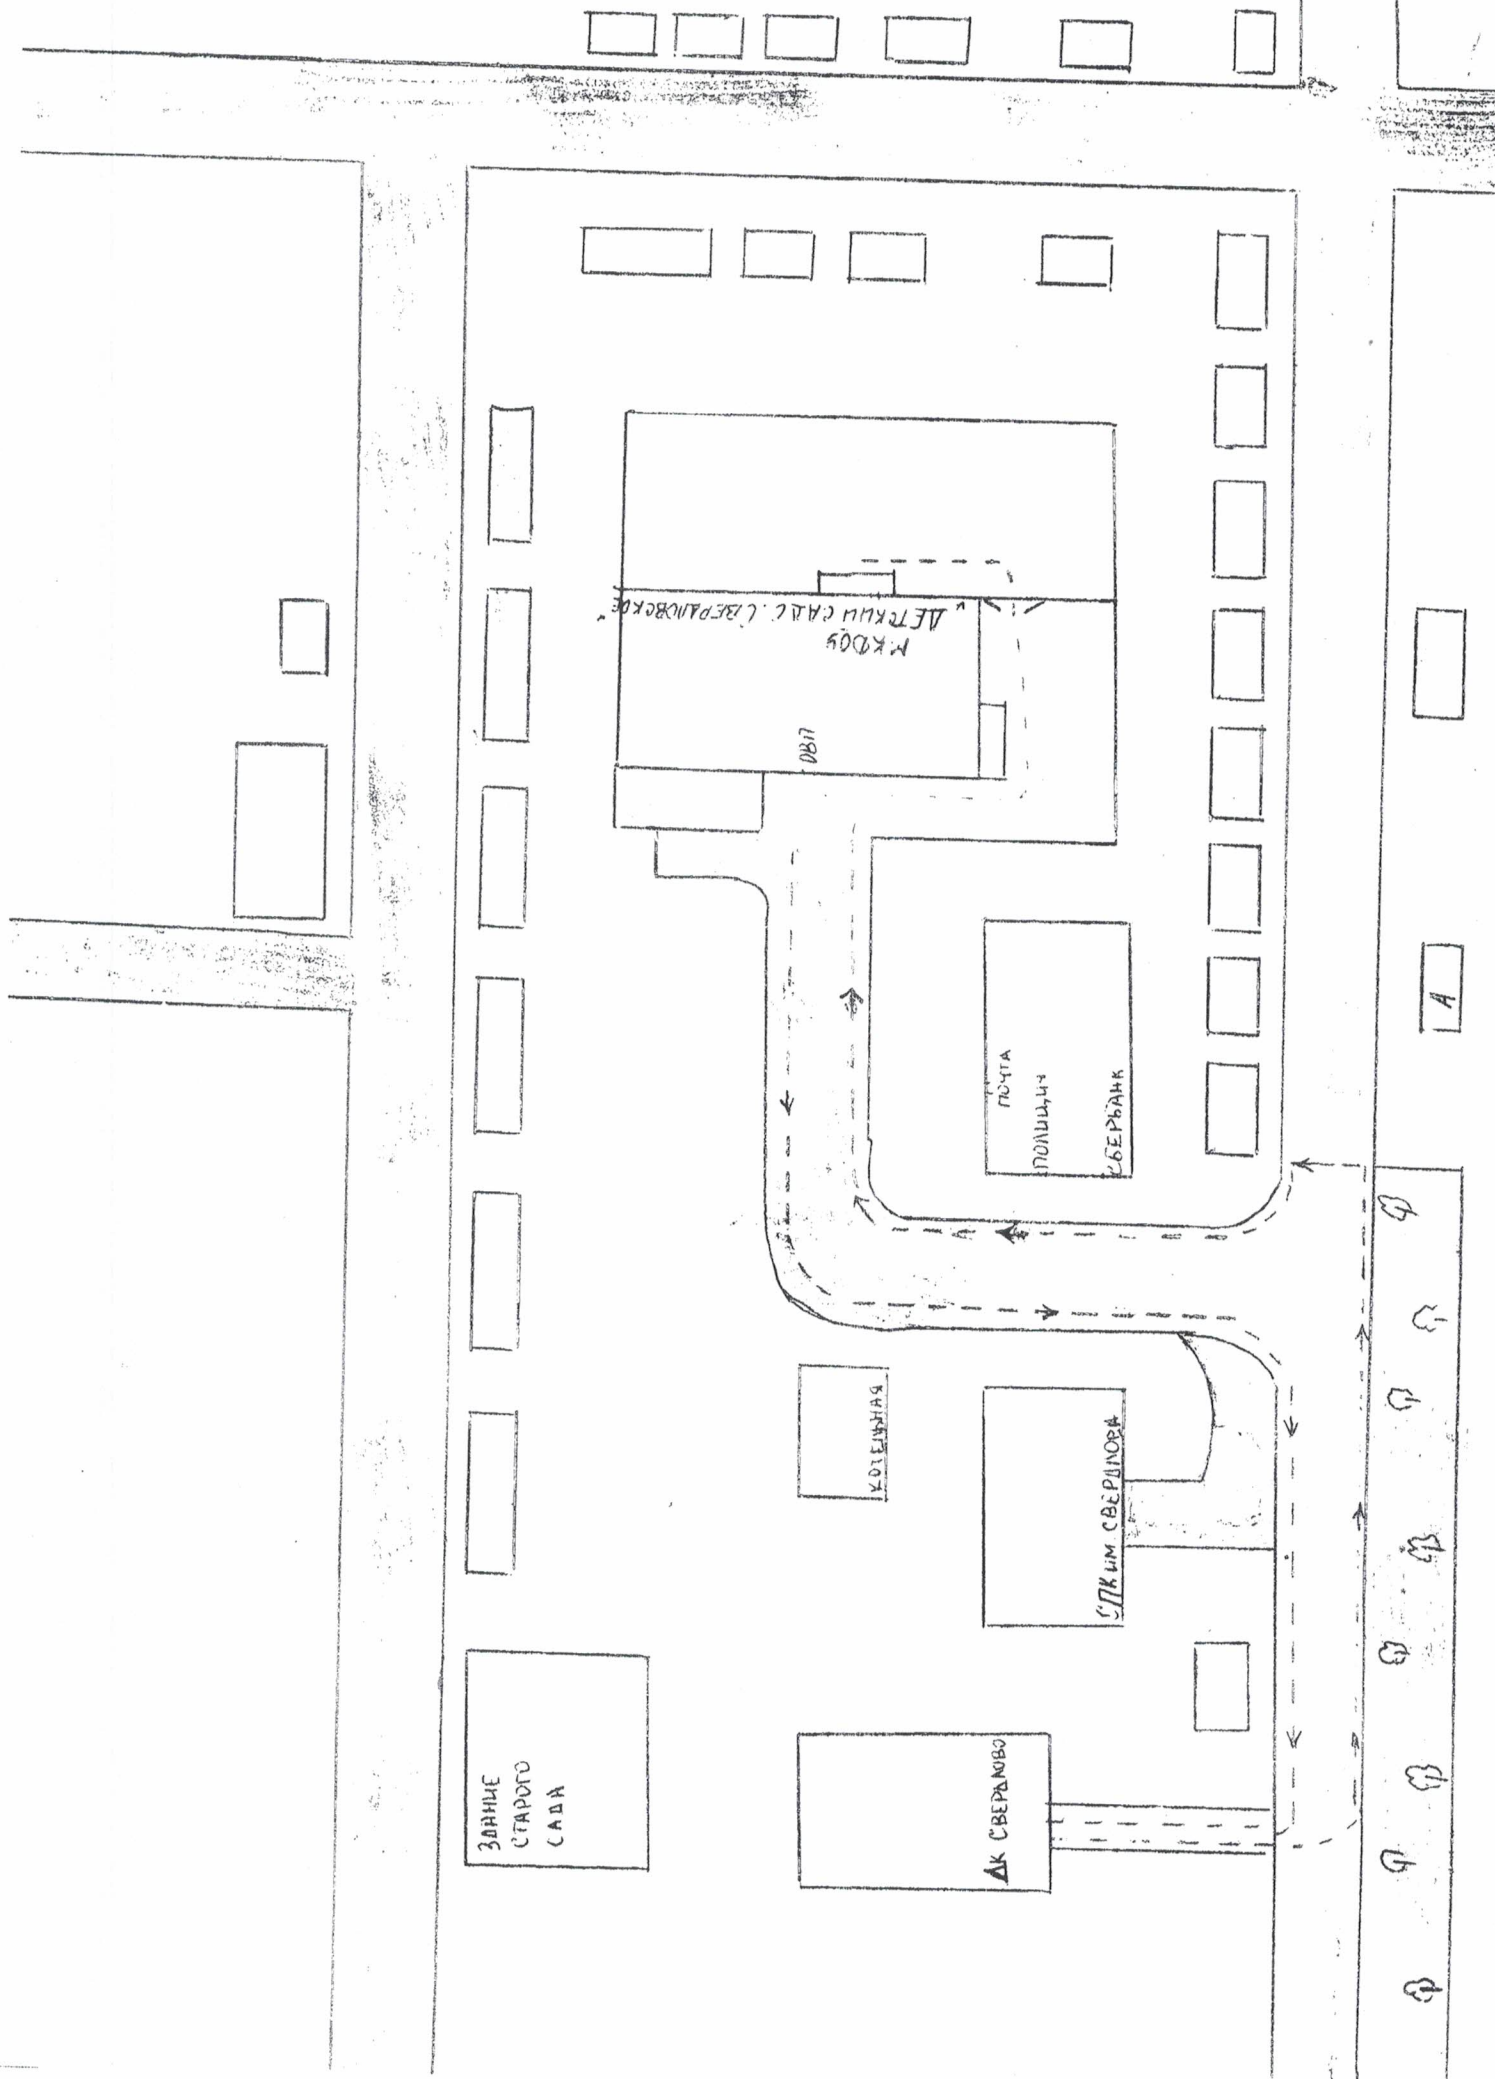 МКДОУ
"ДЕТСКИЙ САД С. СВЕРДЛОВСКОЕ"
ОВП
ПОЧТА
ПОЛИЦИЯ
СБЕРБАНК
А
КОТЕЛЬНАЯ
СПК ИМ. СВЕРДЛОВА
ЗДАНИЕ
СТАРОГО
САДА
ДК СВЕРДЛОВО